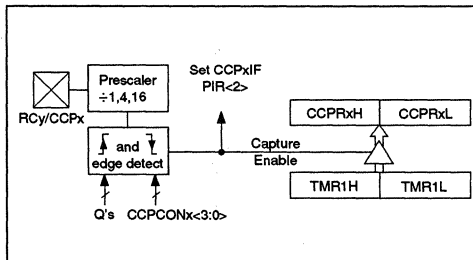 Prescaler
÷1,4,16
RCy/CCPx
Set CCPxIF
PIR<2>
CCPRxH CCPRxL
and
edge detect
Capture
Enable
TMR1H TMR1L
Q's CCPCONx<3:0>